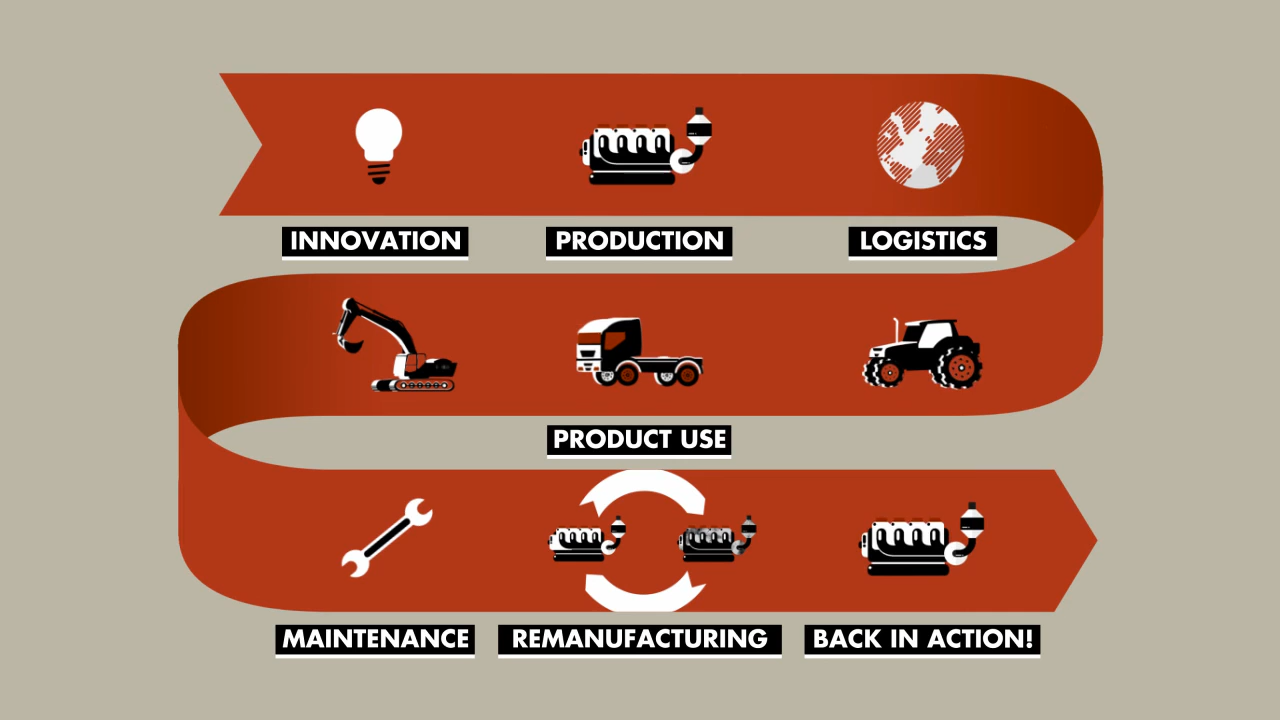 INNOVATION
PRODUCTION
LOGISTICS
PRODUCT USE
MAINTENANCE
REMANUFACTURING
BACK IN ACTION!